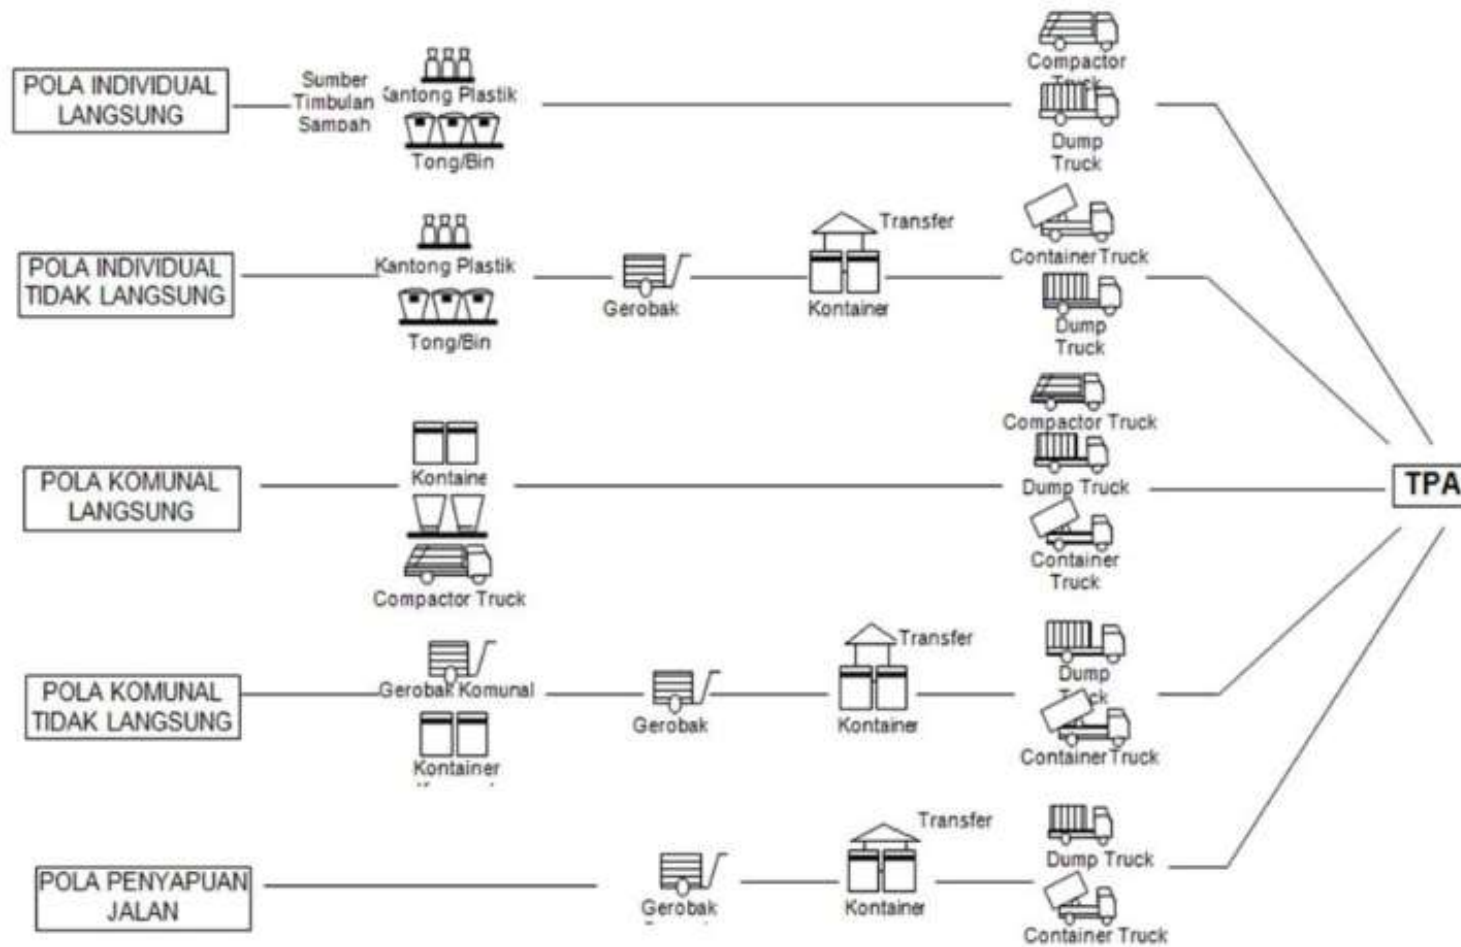 POLA INDIVIDUAL
LANGSUNG
Sumber
Timbulan
Sampah
Kantong Plastik
Tong/Bin
Compactor
Truck
Dump
Truck
POLA INDIVIDUAL
TIDAK LANGSUNG
Kantong Plastik
Tong/Bin
Gerobak
Transfer
Kontainer
Container Truck
Dump
Truck
POLA KOMUNAL
LANGSUNG
Kontaine
Compactor Truck
Compactor Truck
Dump Truck
Container
Truck
TPA
POLA KOMUNAL
TIDAK LANGSUNG
Gerobak Komunal
Kontainer
Gerobak
Transfer
Kontainer
Dump
Truck
Container Truck
POLA PENYAPUAN
JALAN
Gerobak
Transfer
Kontainer
Dump Truck
Container Truck